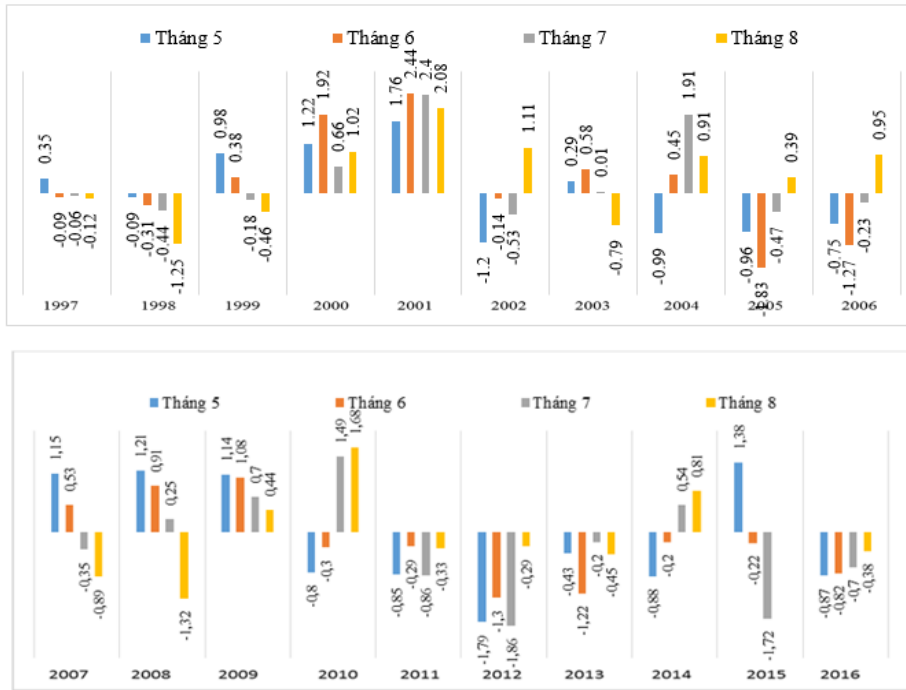 Tháng 5 Tháng 6 Tháng 7 Tháng 8
0.35 -0.09 -0.06 -0.12
-0.09 -0.31 -0.44 -1.25
0.98 0.38 -0.18 -0.46
1.22 1.92 0.66 1.02
1.76 2.44 2.4 2.08
-1.2 -0.14 -0.53 1.11
0.29 0.58 0.01 -0.79
-0.99 0.45 1.91 0.91
-0.96 -1.83 -0.47 0.39
-0.75 -1.27 -0.23 0.95
1997 1998 1999 2000 2001 2002 2003 2004 2005 2006
Tháng 5 Tháng 6 Tháng 7 Tháng 8
1,15 0,53 -0,35 -0,89
1,21 0,91 0,25 -1,32
1,14 1,08 0,7 0,44
-0,8 -0,3 1,49 1,68
-0,85 -0,29 -0,86 -0,33
-1,79 -1,3 -1,86 -0,29
-0,43 -1,22 -0,2 -0,45
-0,88 -0,2 0,54 0,81
1,38 -0,22 -1,72
-0,87 -0,82 -0,7 -0,38
2007 2008 2009 2010 2011 2012 2013 2014 2015 2016